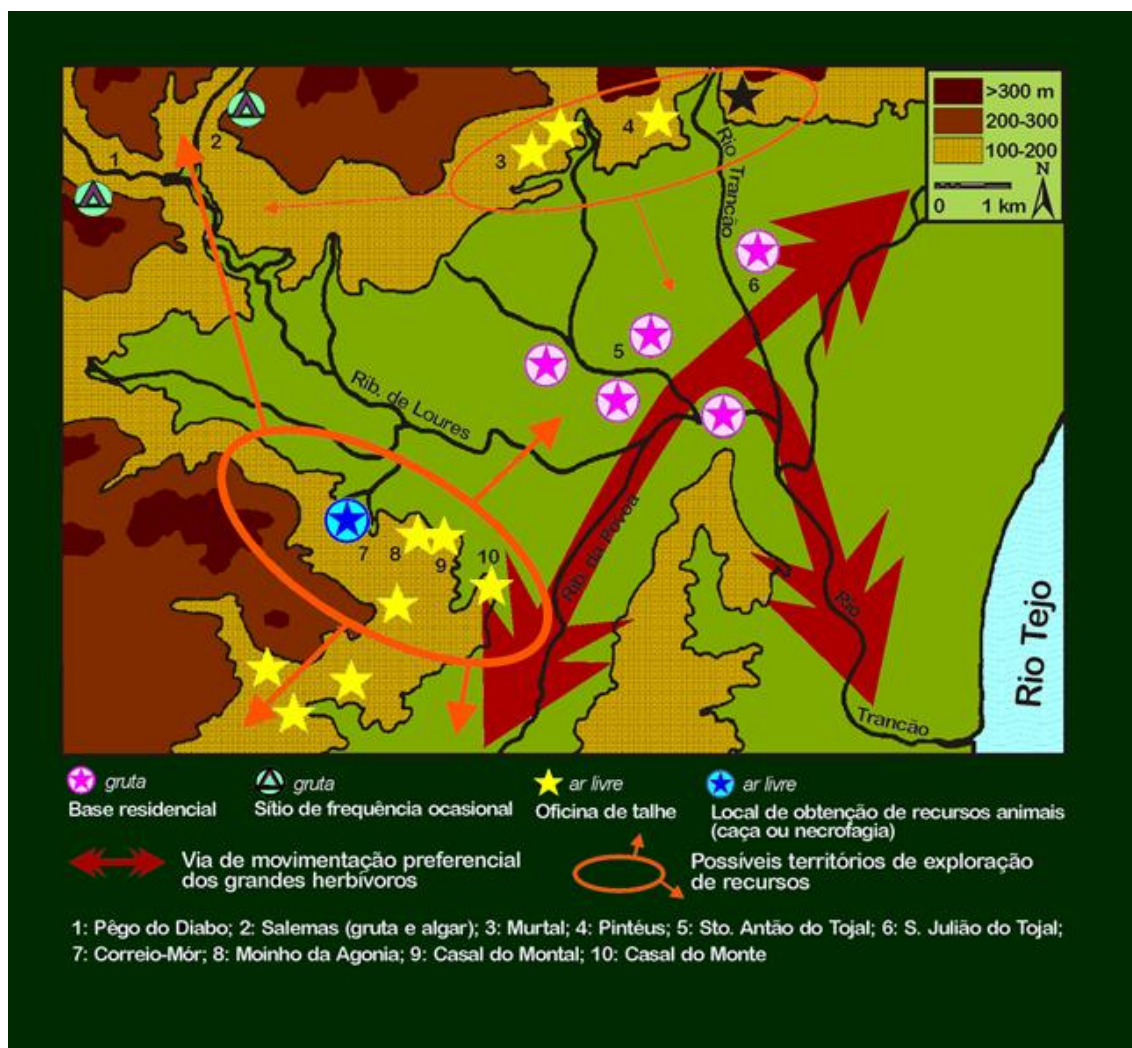 >300 m
200-300
100-200
N
0 1 km
1
2
3
4
Rio Trancão
6
5
Rib. de Loures
Rib. da Póvoa
7
8
9
10
Rio
Trancão
Rio Tejo
gruta
Base residencial
gruta
Sítio de frequência ocasional
ar livre
Oficina de talhe
ar livre
Local de obtenção de recursos animais
(caça ou necrofagia)
Via de movimentação preferencial
dos grandes herbívoros
Possíveis territórios de exploração
de recursos
1: Pêgo do Diabo; 2: Salemas (gruta e algar); 3: Murtal; 4: Pintéus; 5: Sto. Antão do Tojal; 6: S. Julião do Tojal;
7: Correio-Mór; 8: Moinho da Agonia; 9: Casal do Montal; 10: Casal do Monte